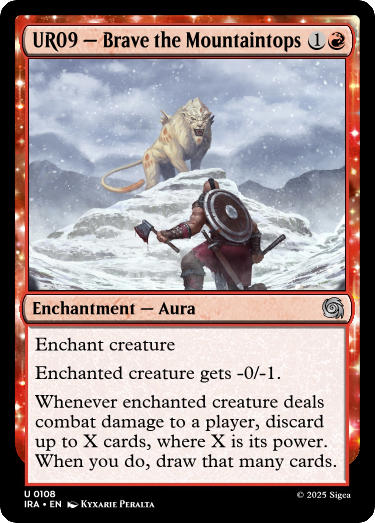 UR09 — Brave the Mountaintops 1
Enchantment — Aura
Enchant creature
Enchanted creature gets -0/-1.
Whenever enchanted creature deals
combat damage to a player, discard
up to X cards, where X is its power.
When you do, draw that many cards.
U 0108
IRA • EN Kyxarie Peralta
© 2025 Sigea